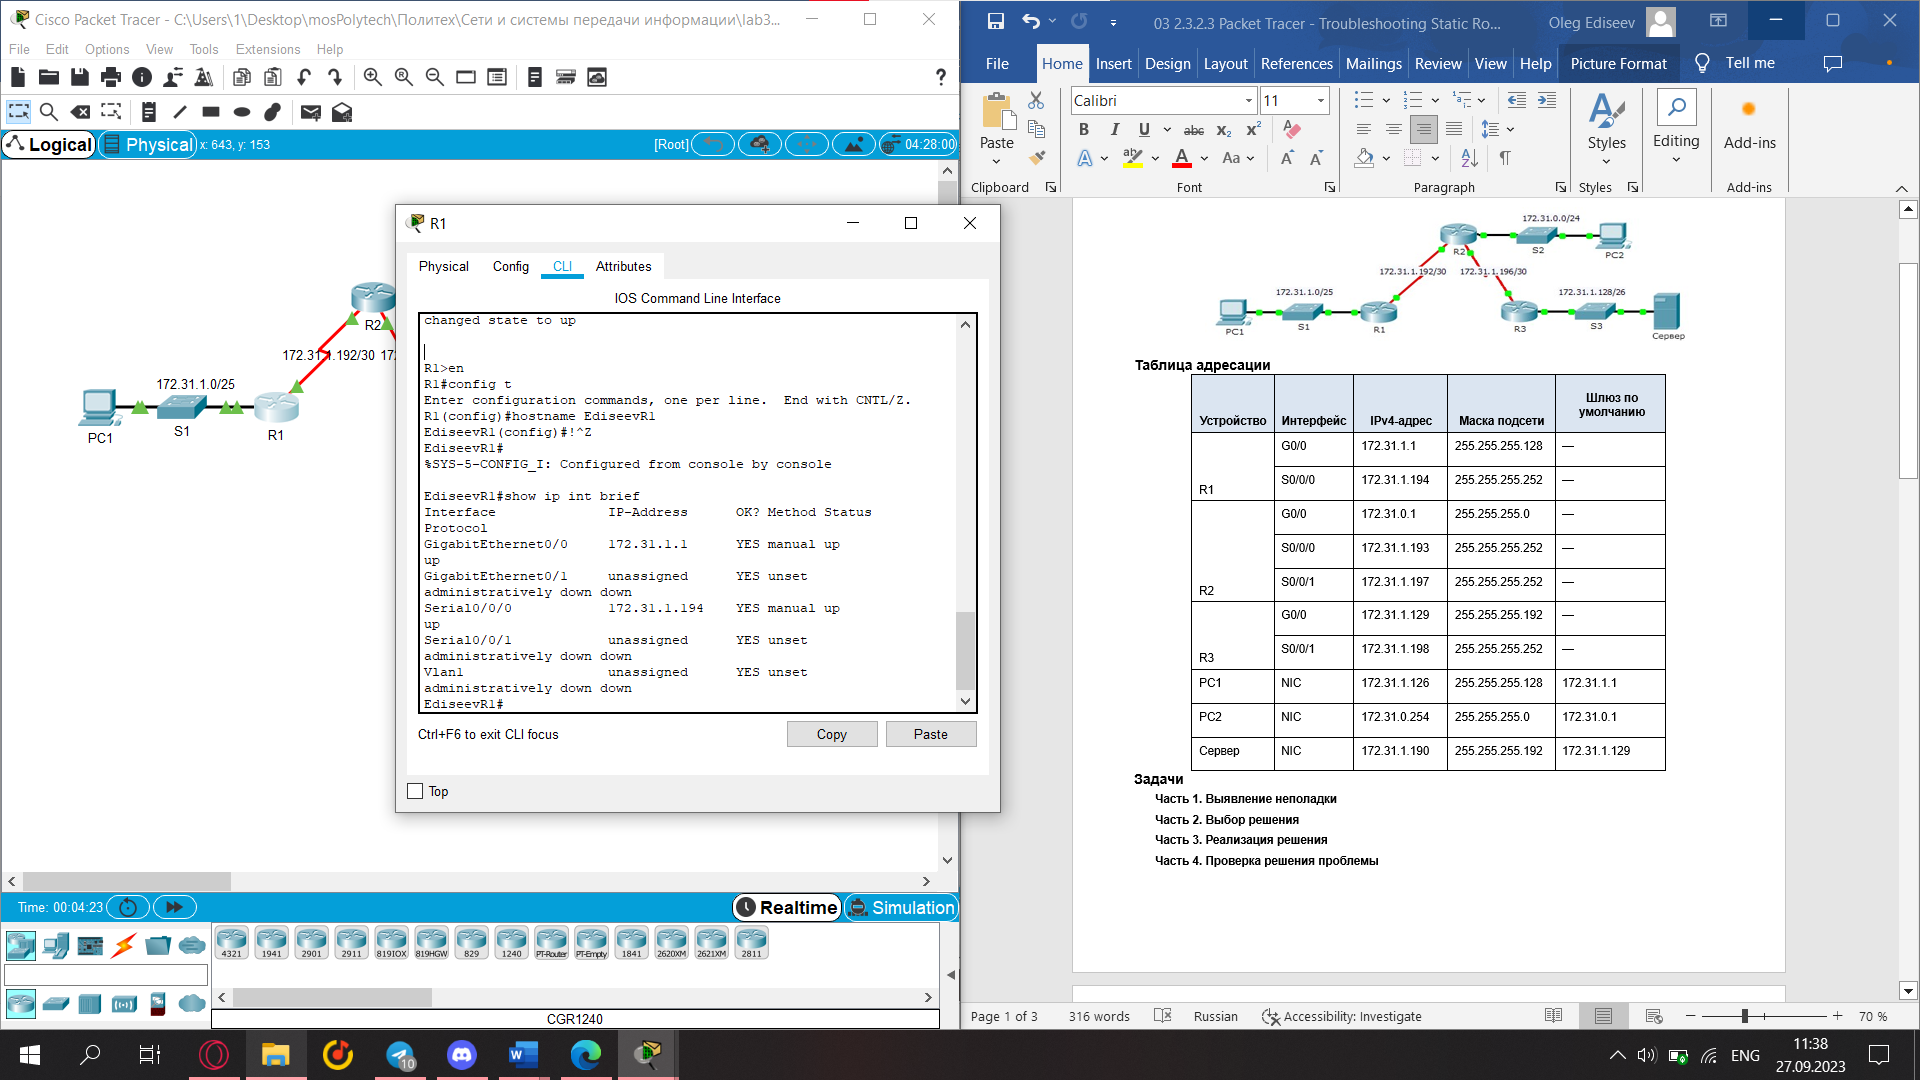 Cisco Packet Tracer - C:\Users\1\Desktop\mosPolytech\Политех\Сети и системы передачи информации\lab3...
File Edit Options View Tools Extensions Help
Logical
Physical
x: 643, y: 153
[Root]
04:28:00
R2
172.31.1.192/30
172.31.1.0/25
PC1
S1
R1
R1
Physical Config CLI Attributes
IOS Command Line Interface
changed state to up
R1>en
R1#config t
Enter configuration commands, one per line.  End with CNTL/Z.
R1(config)#hostname EdiseevR1
EdiseevR1(config)#!^Z
EdiseevR1#
%SYS-5-CONFIG_I: Configured from console by console
EdiseevR1#show ip int brief
Interface IP-Address OK? Method Status
Protocol
GigabitEthernet0/0 172.31.1.1 YES manual up
up
GigabitEthernet0/1 unassigned YES unset
administratively down down
Serial0/0/0 172.31.1.194 YES manual up
up
Serial0/0/1 unassigned YES unset
administratively down down
Vlan1 unassigned YES unset
administratively down down
EdiseevR1#
Ctrl+F6 to exit CLI focus
Copy
Paste
Top
Time: 00:04:23
Realtime
Simulation
4321 1941 2901 2911 819IOX 819HGW 829 1240 PT-Router PT-Empty 1841 2620XM 2621XM 2811
CGR1240
03 2.3.2.3 Packet Tracer - Troubleshooting Static Ro...
Oleg Ediseev
File Home Insert Design Layout References Mailings Review View Help Picture Format Tell me
Paste
Calibri
11
Styles
Editing
Add-ins
Clipboard Font Paragraph Styles Add-ins
172.31.0.0/24
R2
S2
PC2
172.31.1.192/30
172.31.1.196/30
172.31.1.0/25
172.31.1.128/26
PC1
S1
R1
R3
S3
Сервер
Таблица адресации
Устройство Интерфейс IPv4-адрес Маска подсети Шлюз по умолчанию
R1 G0/0 172.31.1.1 255.255.255.128 —
S0/0/0 172.31.1.194 255.255.255.252 —
R2 G0/0 172.31.0.1 255.255.255.0 —
S0/0/0 172.31.1.193 255.255.255.252 —
S0/0/1 172.31.1.197 255.255.255.252 —
R3 G0/0 172.31.1.129 255.255.255.192 —
S0/0/1 172.31.1.198 255.255.255.252 —
PC1 NIC 172.31.1.126 255.255.255.128 172.31.1.1
PC2 NIC 172.31.0.254 255.255.255.0 172.31.0.1
Сервер NIC 172.31.1.190 255.255.255.192 172.31.1.129
Задачи
Часть 1. Выявление неполадки
Часть 2. Выбор решения
Часть 3. Реализация решения
Часть 4. Проверка решения проблемы
Page 1 of 3
316 words
Russian
Accessibility: Investigate
70 %
10
ENG
11:38
27.09.2023